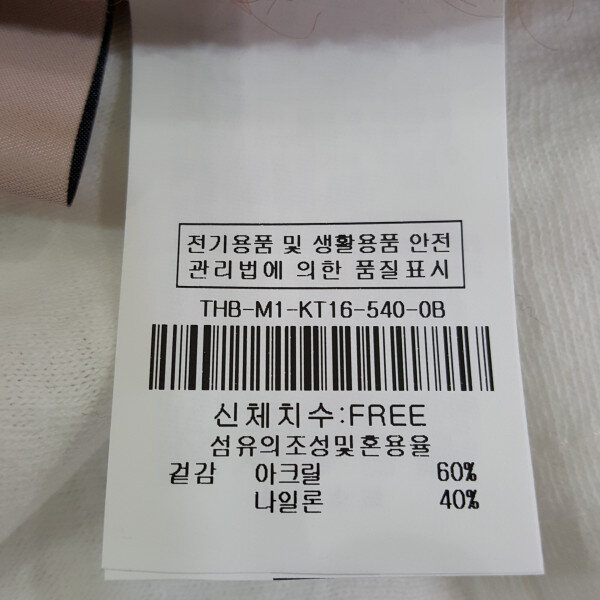 전기용품 및 생활용품 안전
관리법에 의한 품질표시
THB-M1-KT16-540-0B
신체치수:FREE
섬유의조성및혼용율
겉감 아크릴 60%
나일론 40%